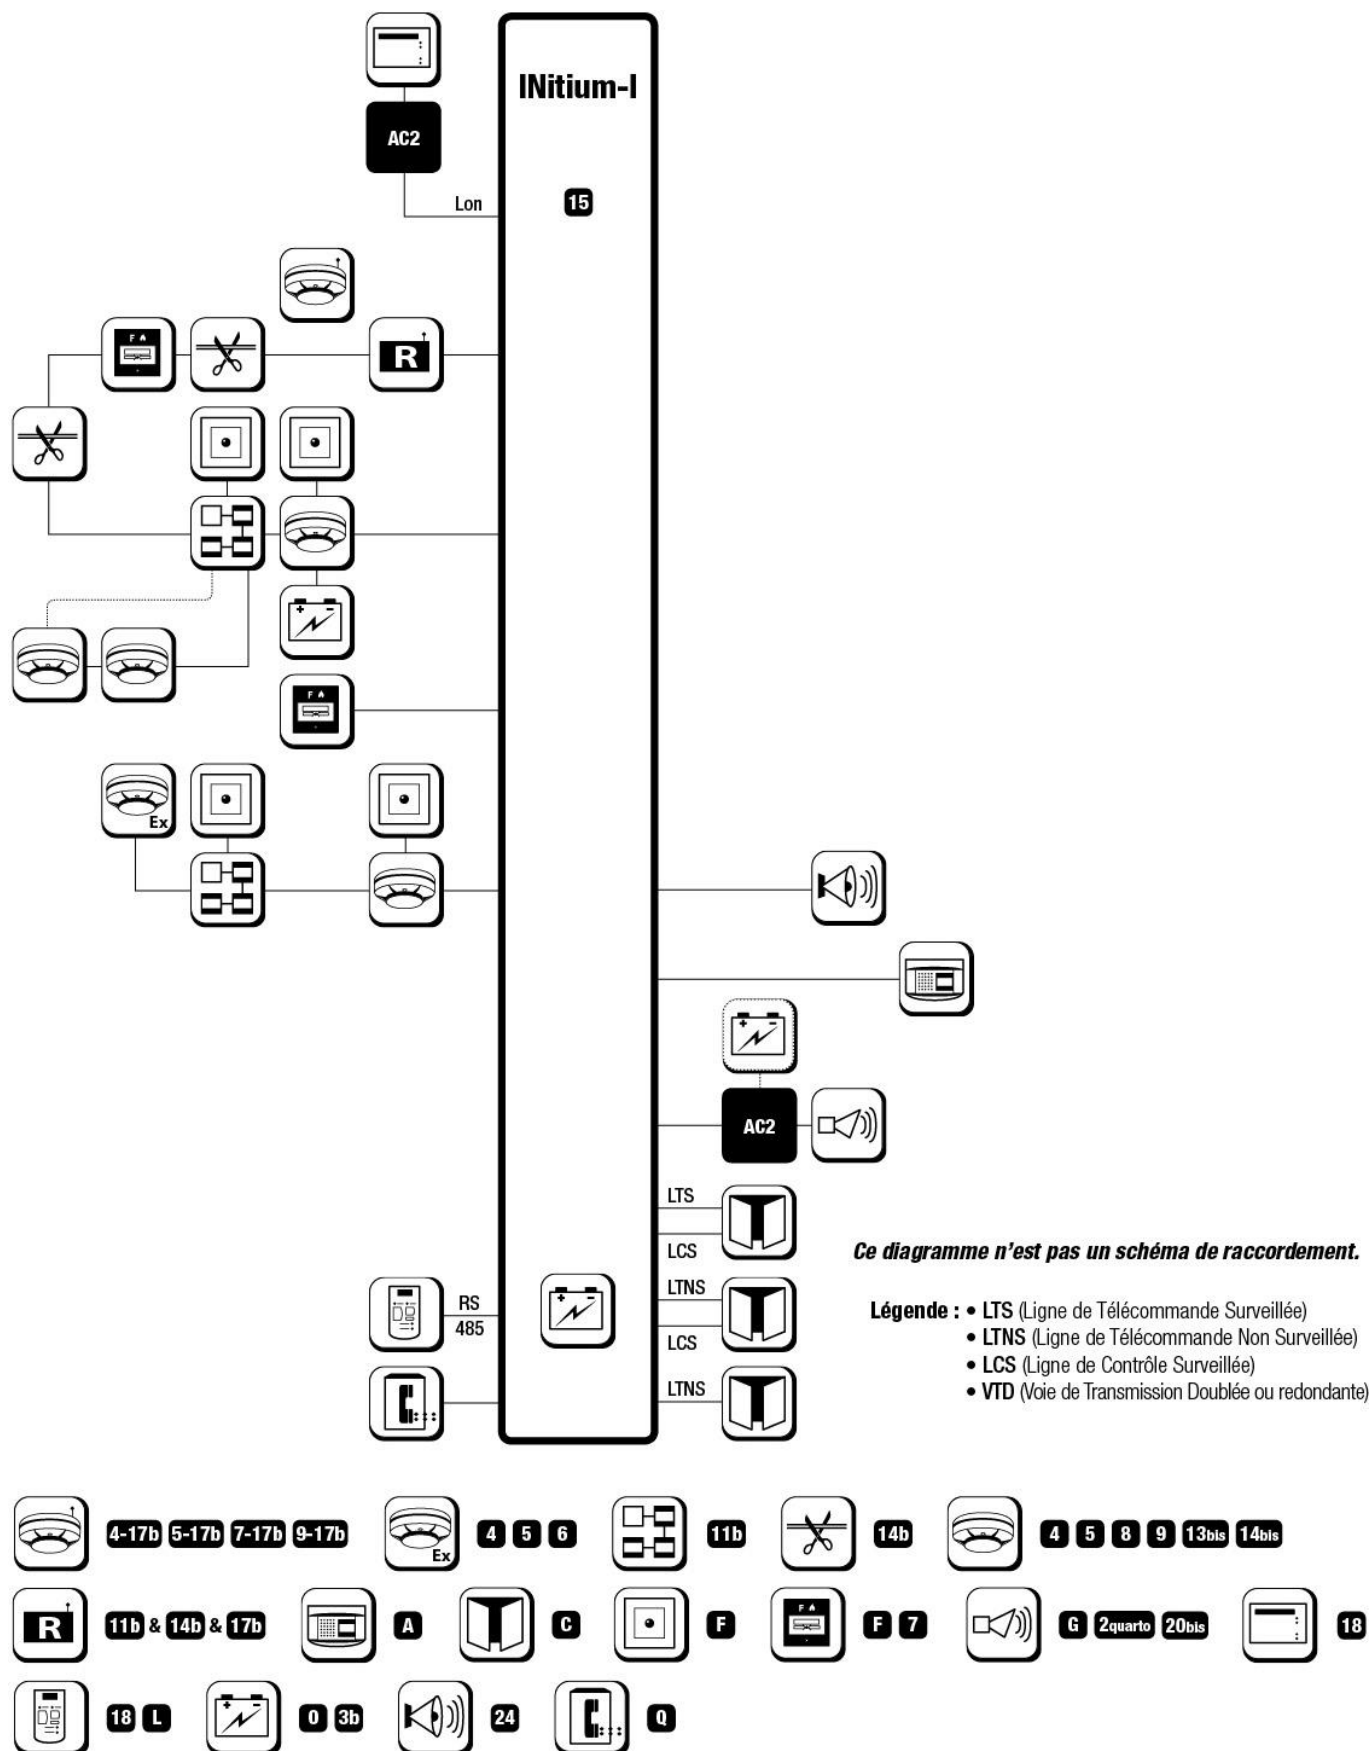 INitium-I
AC2
15
Lon
F
R
F
Ex
AC2
LTS
LCS
Ce diagramme n'est pas un schéma de raccordement.
LTNS
Légende : • LTS (Ligne de Télécommande Surveillée)
RS
485
• LTNS (Ligne de Télécommande Non Surveillée)
LCS
• LCS (Ligne de Contrôle Surveillée)
LTNS
• VTD (Voie de Transmission Doublée ou redondante)
4-17b 5-17b 7-17b 9-17b Ex 4 5 6 11b 14b 4 5 8 9 13bis 14bis
R 11b & 14b & 17b A C F F F 7 G 2quarto 20bis 18
18 L O 3b 24 Q